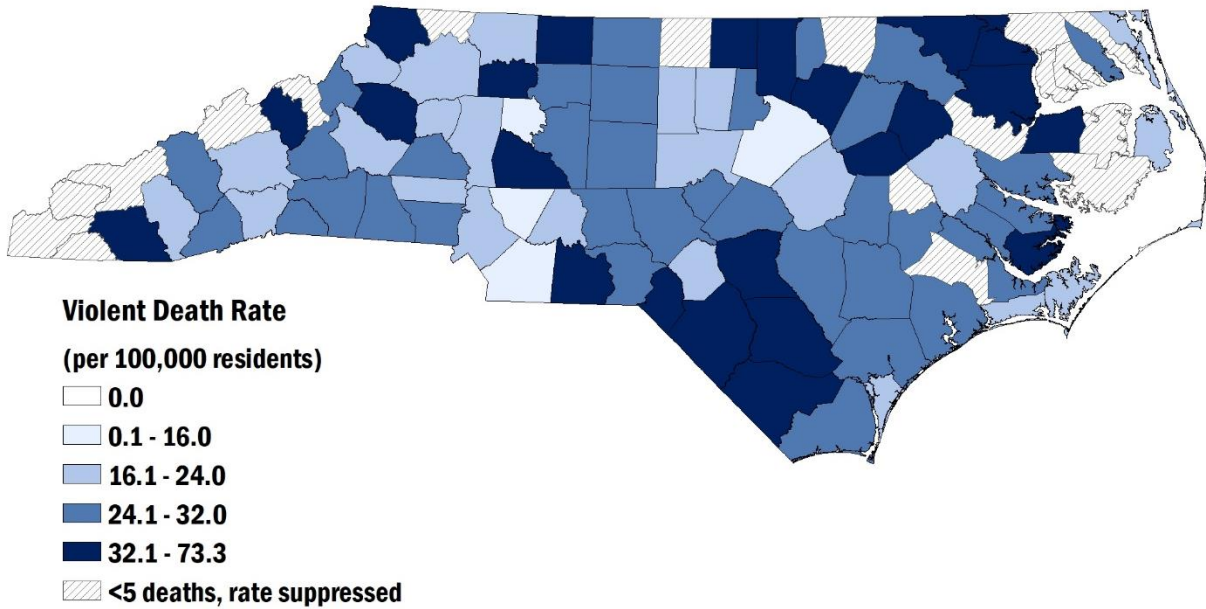 Violent Death Rate
(per 100,000 residents)
0.0
0.1 - 16.0
16.1 - 24.0
24.1 - 32.0
32.1 - 73.3
<5 deaths, rate suppressed